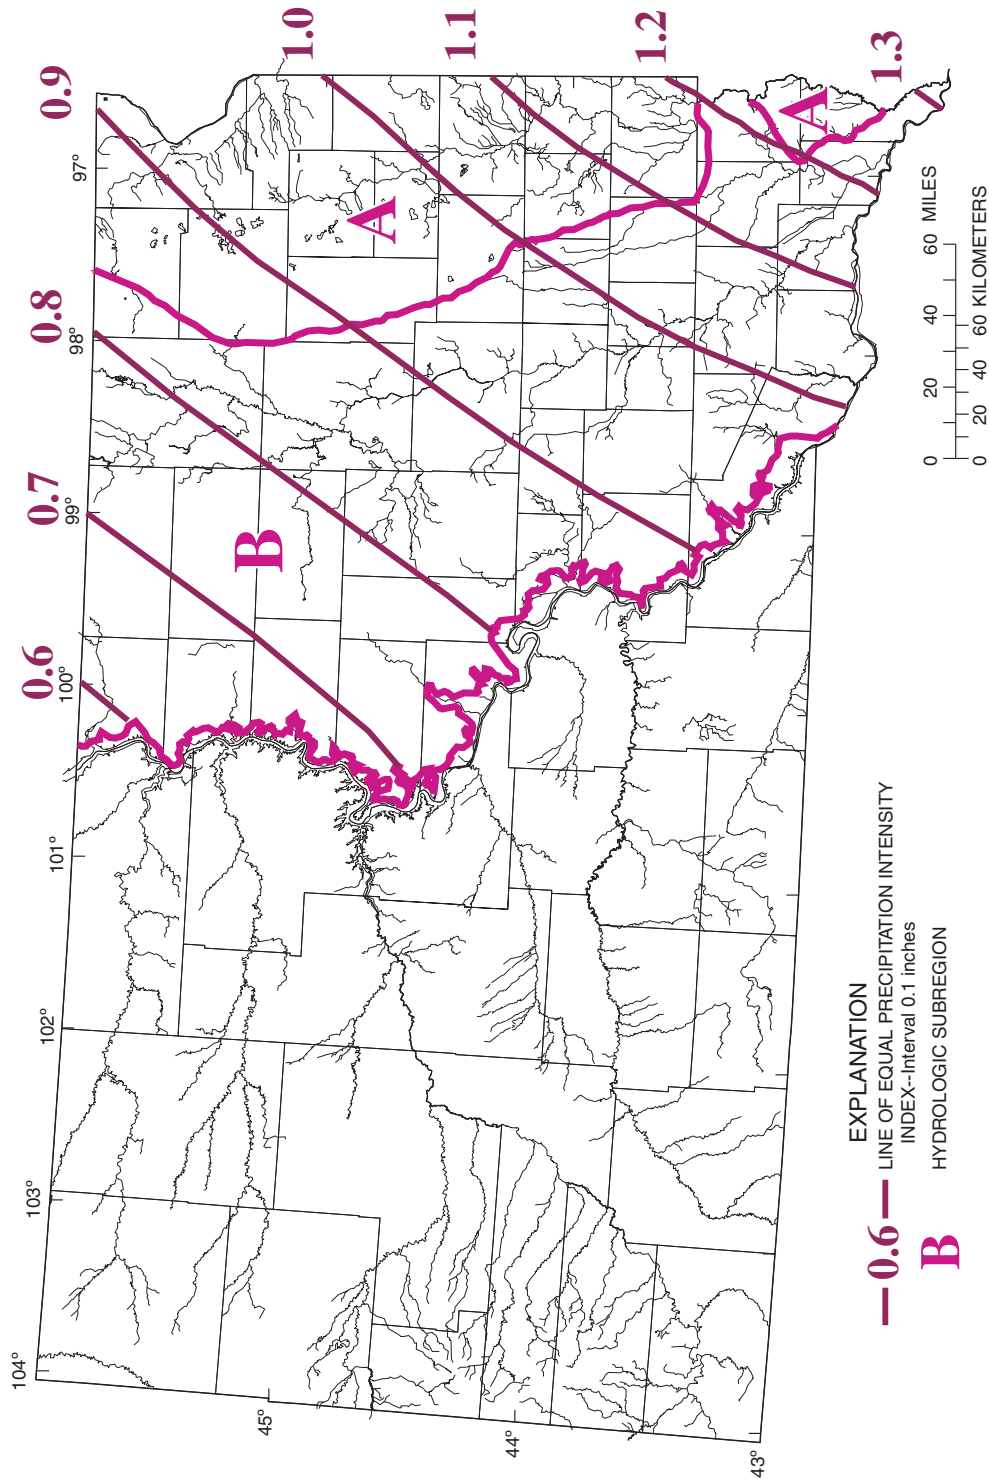 0.6
0.7
0.8
0.9
1.0
1.1
1.2
1.3
104°
103°
102°
101°
100°
99°
98°
97°
45°
44°
43°
B
A
A
EXPLANATION
0.6 LINE OF EQUAL PRECIPITATION INTENSITY
INDEX--Interval 0.1 inches
B HYDROLOGIC SUBREGION
0 20 40 60 MILES
0 20 40 60 KILOMETERS